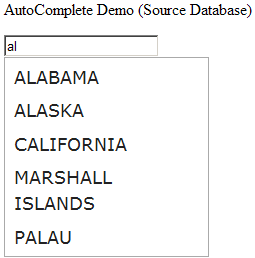 AutoComplete Demo (Source Database)
al
ALABAMA
ALASKA
CALIFORNIA
MARSHALL
ISLANDS
PALAU